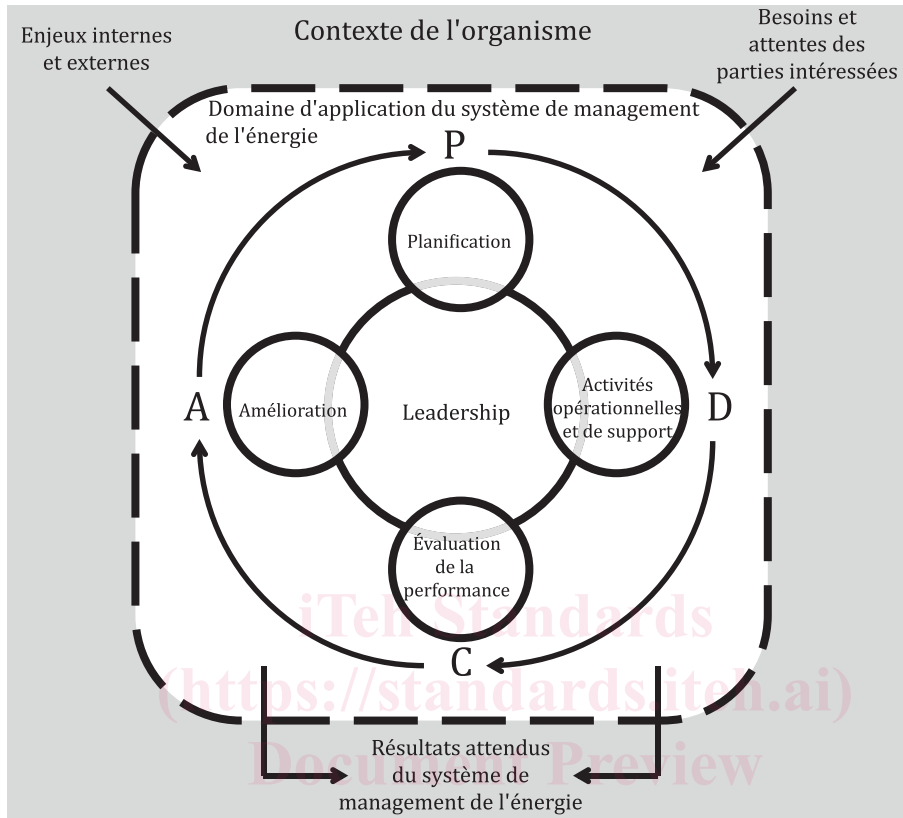 Enjeux internes
et externes
Contexte de l'organisme
Besoins et
attentes des
parties intéressées
Domaine d'application du système de management
de l'énergie
P
Planification
A
Amélioration
Leadership
Activités
opérationnelles
et de support
D
Évaluation
de la
performance
iTeh Standards
C
(https://standards.iteh.ai)
Document Preview
Résultats attendus
du système de
management de l'énergie